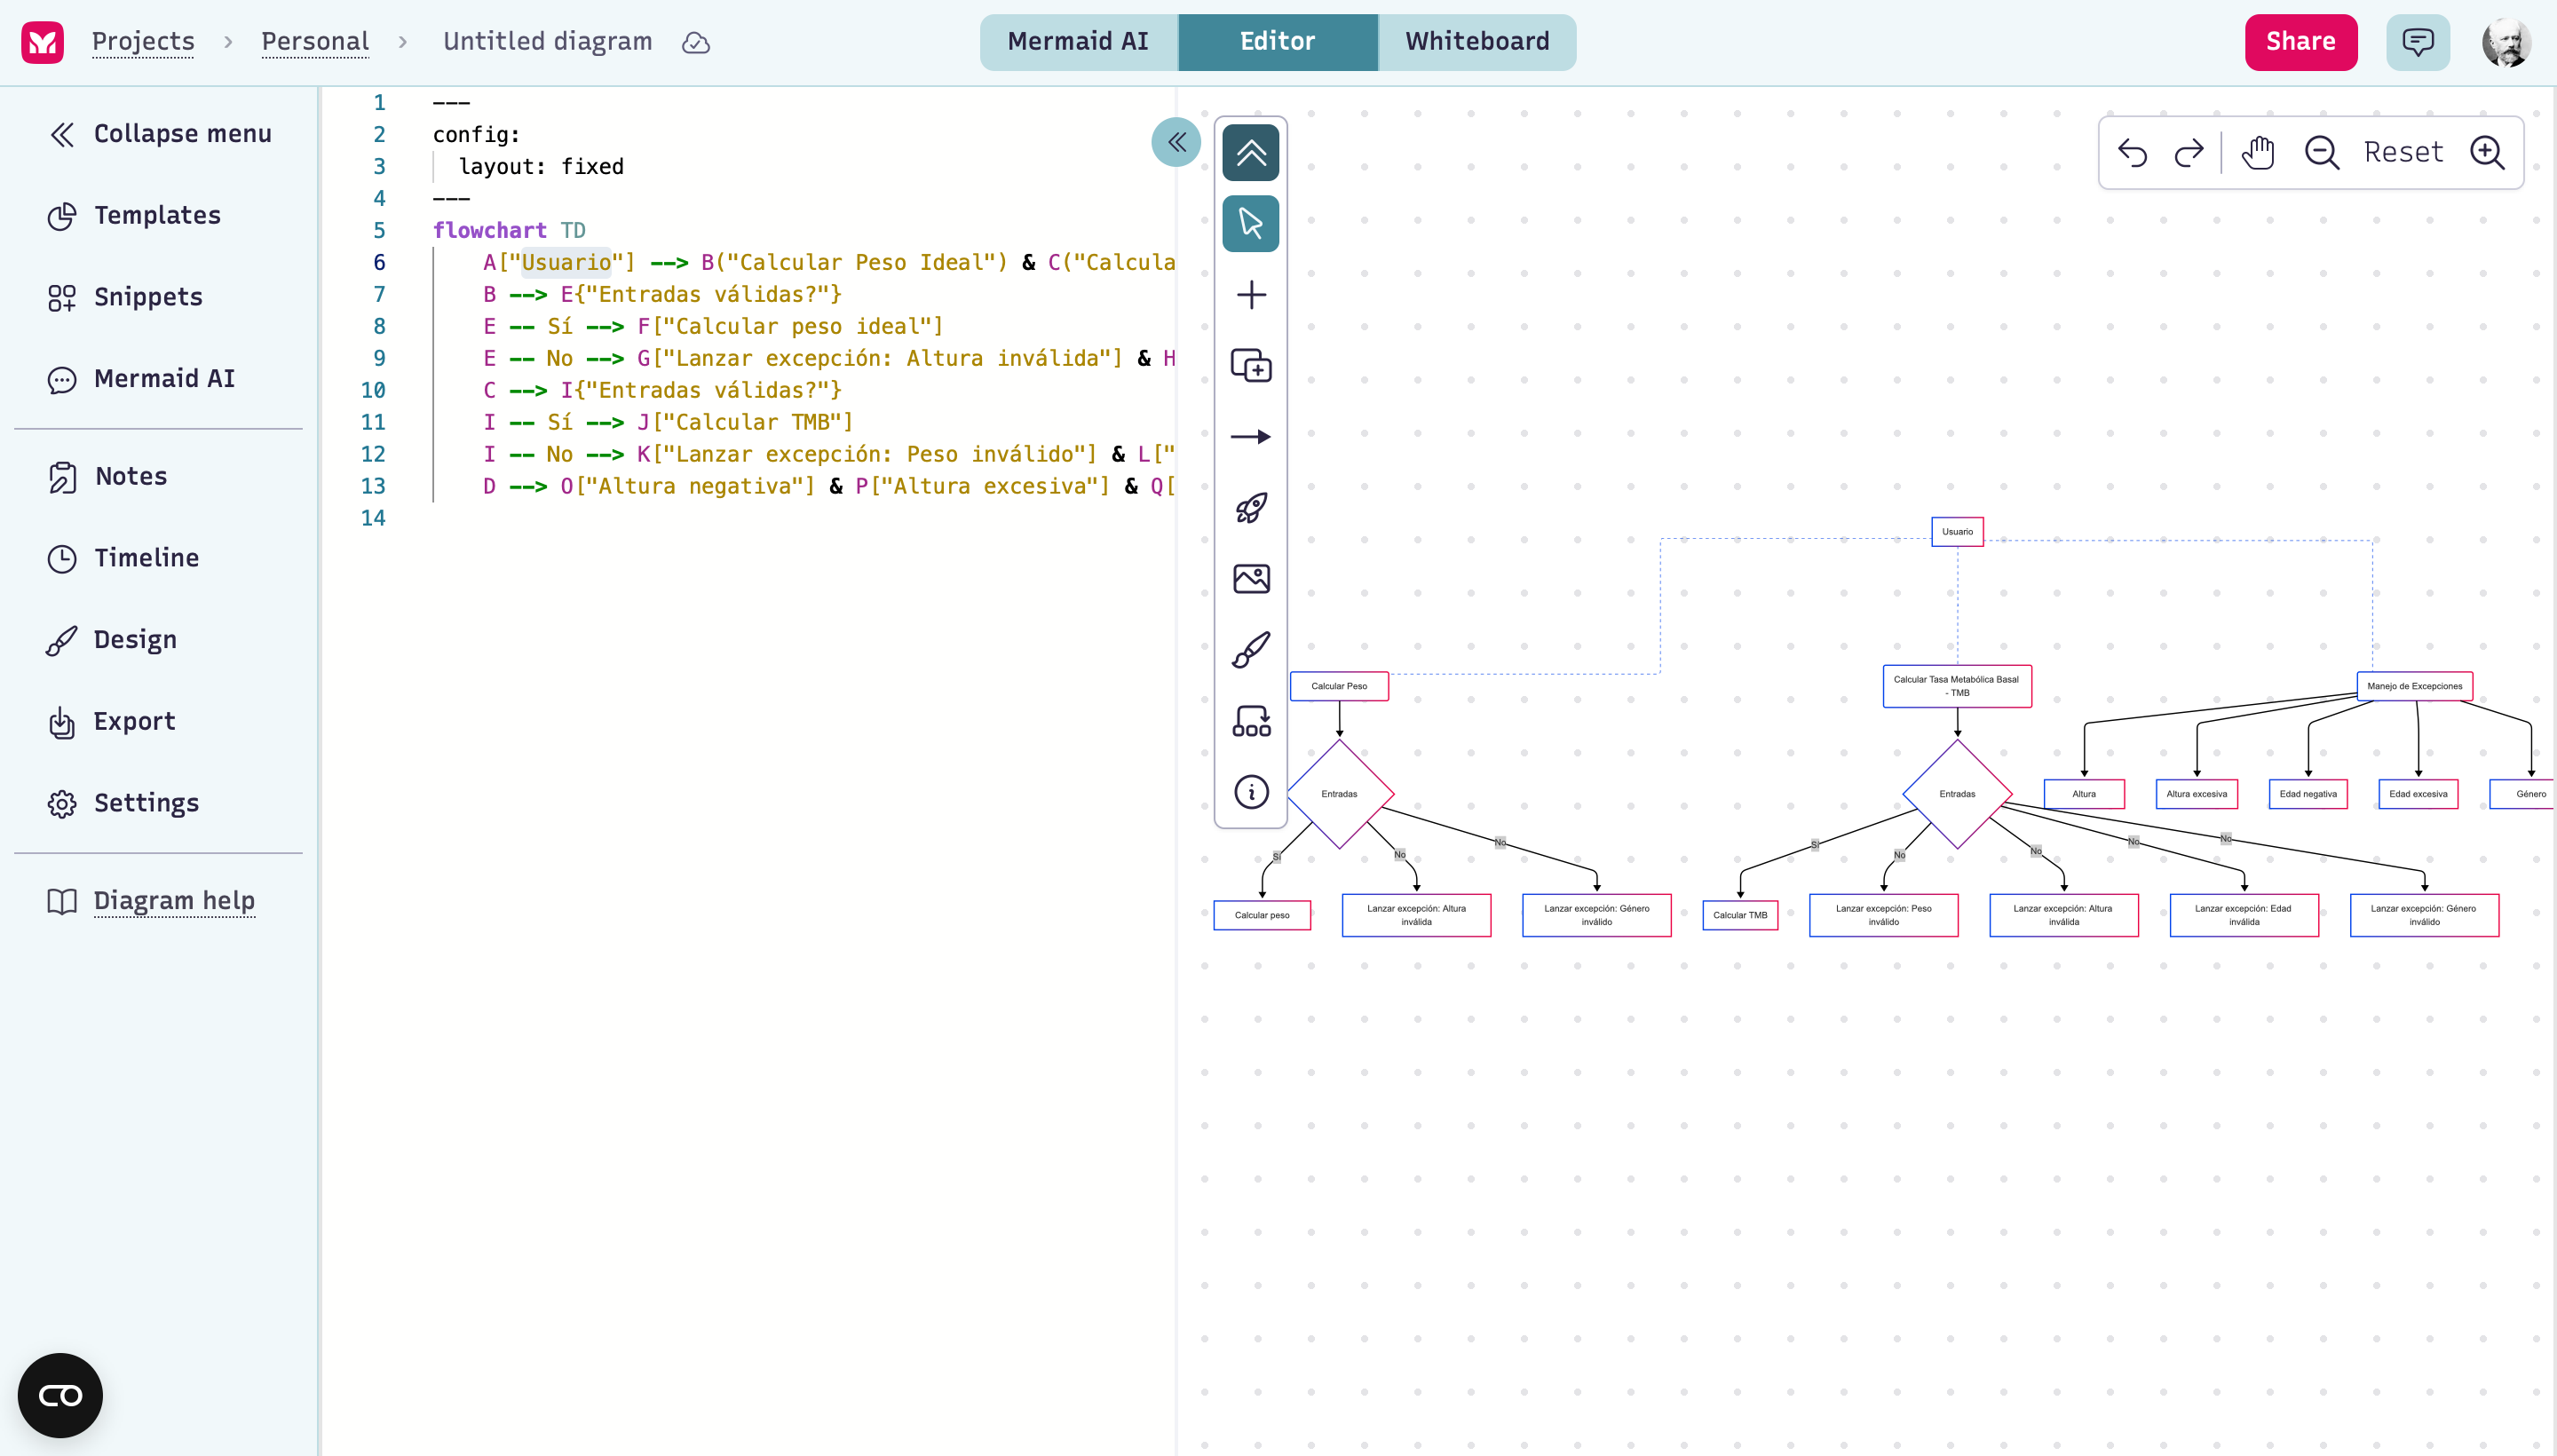 Projects › Personal › Untitled diagram
Mermaid AI
Editor
Whiteboard
Share
Collapse menu
Templates
Snippets
Mermaid AI
Notes
Timeline
Design
Export
Settings
Diagram help
1 ---
2 config:
3 layout: fixed
4 ---
5 flowchart TD
6 A["Usuario"] --> B("Calcular Peso Ideal") & C("Calcula
7 B --> E{"Entradas válidas?"}
8 E -- Sí --> F["Calcular peso ideal"]
9 E -- No --> G["Lanzar excepción: Altura inválida"] & H
10 C --> I{"Entradas válidas?"}
11 I -- Sí --> J["Calcular TMB"]
12 I -- No --> K["Lanzar excepción: Peso inválido"] & L["
13 D --> O["Altura negativa"] & P["Altura excesiva"] & Q[
14
Reset
Usuario
Calcular Peso
Calcular Tasa Metabólica Basal
- TMB
Manejo de Excepciones
Entradas
Entradas
Altura
Altura excesiva
Edad negativa
Edad excesiva
Género
Sí
No
No
Sí
No
No
No
No
Calcular peso
Lanzar excepción: Altura
inválida
Lanzar excepción: Género
inválido
Calcular TMB
Lanzar excepción: Peso
inválido
Lanzar excepción: Altura
inválida
Lanzar excepción: Edad
inválida
Lanzar excepción: Género
inválido